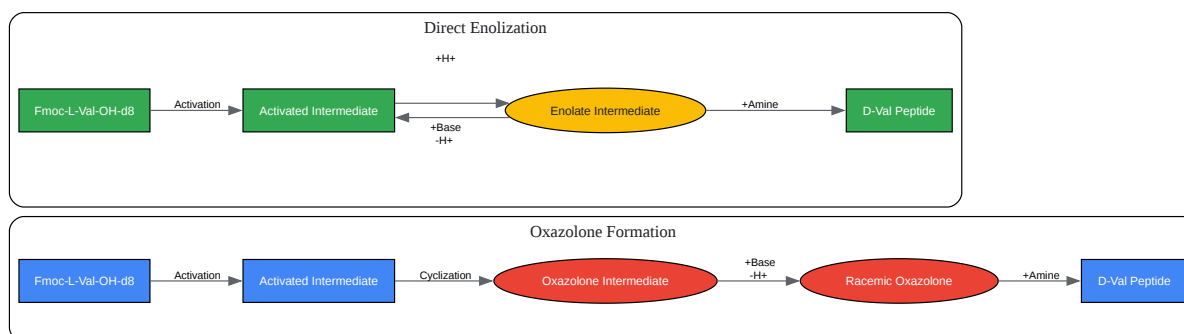 Direct Enolization
+H+
Fmoc-L-Val-OH-d8
Activation
Activated Intermediate
+Base
-H+
Enolate Intermediate
+Amine
D-Val Peptide
Oxazolone Formation
Fmoc-L-Val-OH-d8
Activation
Activated Intermediate
Cyclization
Oxazolone Intermediate
+Base
-H+
Racemic Oxazolone
+Amine
D-Val Peptide